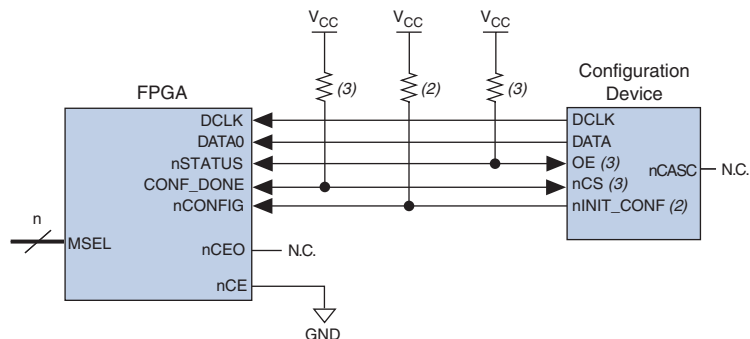 VCC VCC VCC
(3) (2) (3)
FPGA
Configuration
Device
DCLK DCLK
DATA0 DATA
nSTATUS OE (3)
nCASC N.C.
CONF_DONE nCS (3)
nCONFIG nINIT_CONF (2)
n
MSEL
nCEO N.C.
nCE
GND